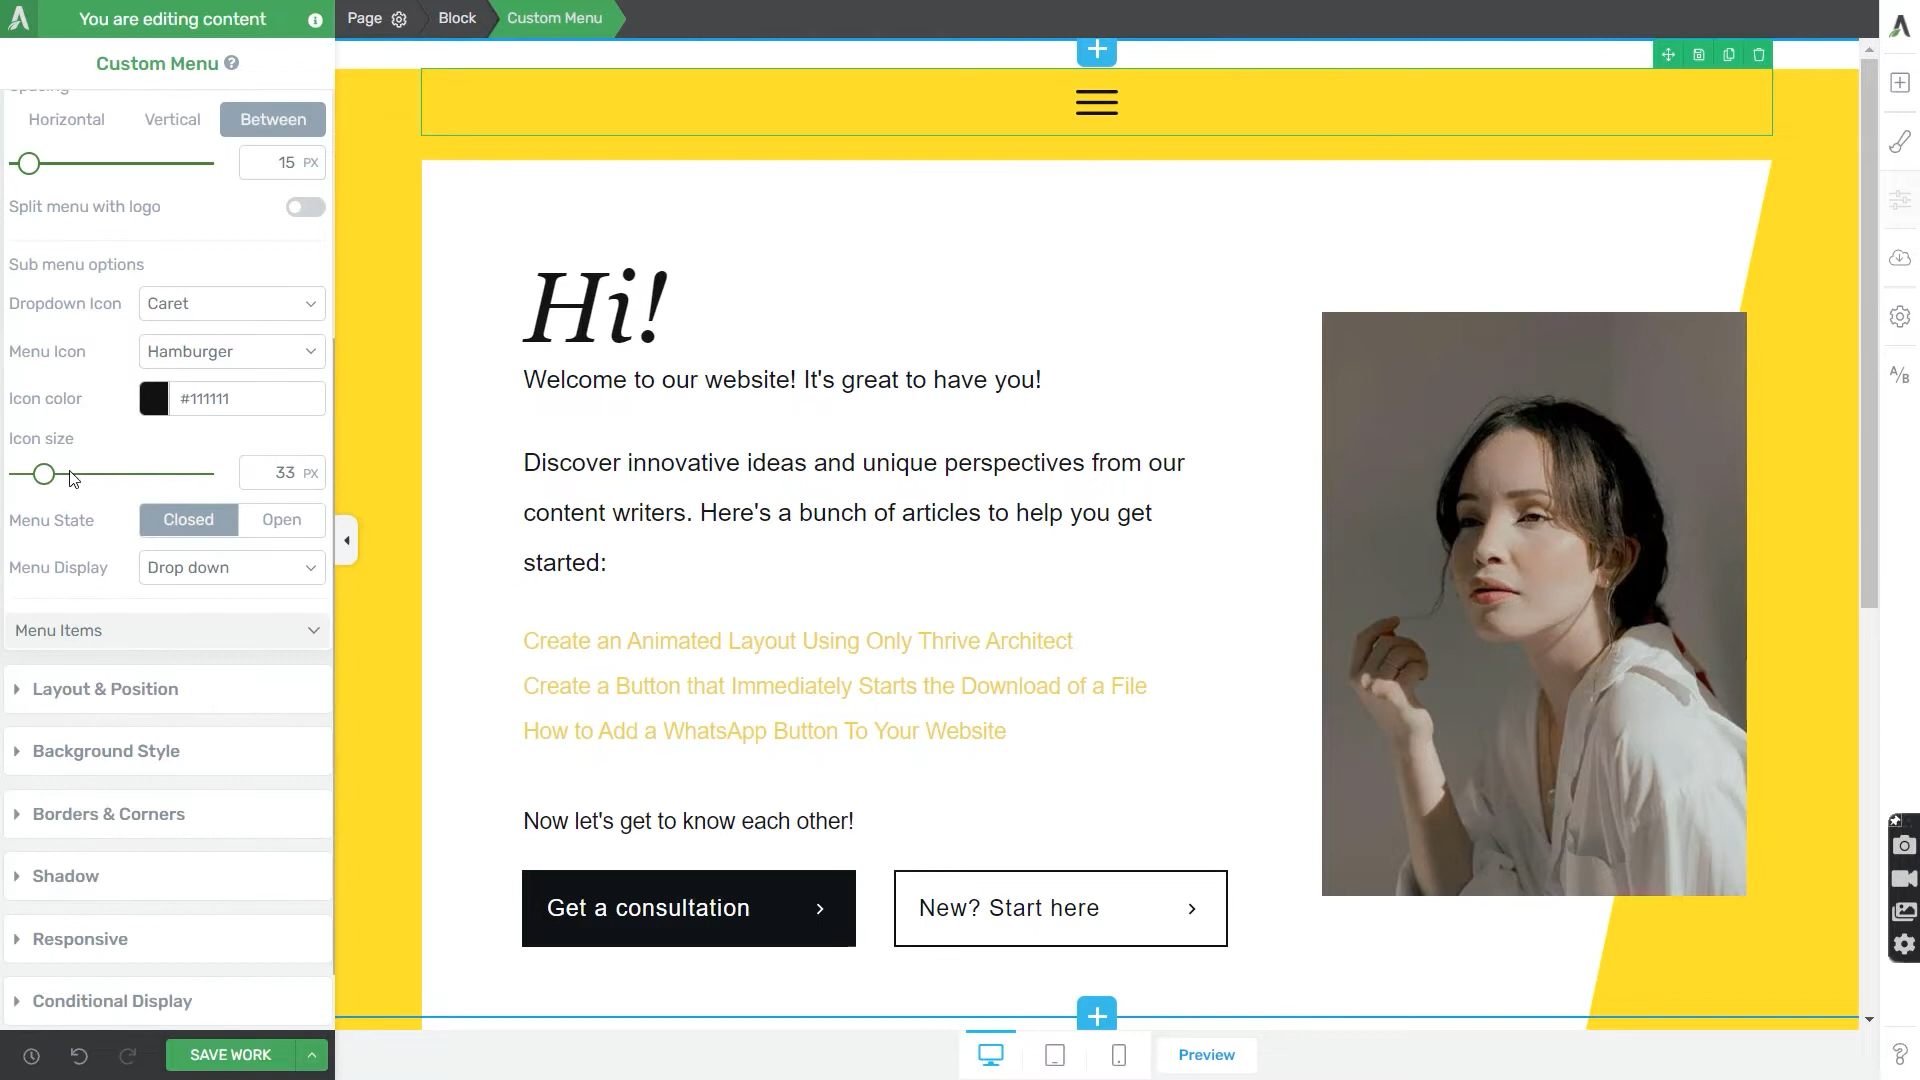 You are editing content
Page
Block
Custom Menu
Custom Menu
Spacing
Horizontal
Vertical
Between
15 PX
Split menu with logo
Sub menu options
Dropdown Icon
Caret
Menu Icon
Hamburger
Icon color
#111111
Icon size
33 PX
Menu State
Closed
Open
Menu Display
Drop down
Menu Items
Layout & Position
Background Style
Borders & Corners
Shadow
Responsive
Conditional Display
SAVE WORK
Hi!
Welcome to our website! It's great to have you!
Discover innovative ideas and unique perspectives from our
content writers. Here's a bunch of articles to help you get
started:
Create an Animated Layout Using Only Thrive Architect
Create a Button that Immediately Starts the Download of a File
How to Add a WhatsApp Button To Your Website
Now let's get to know each other!
Get a consultation
New? Start here
Preview
A/B